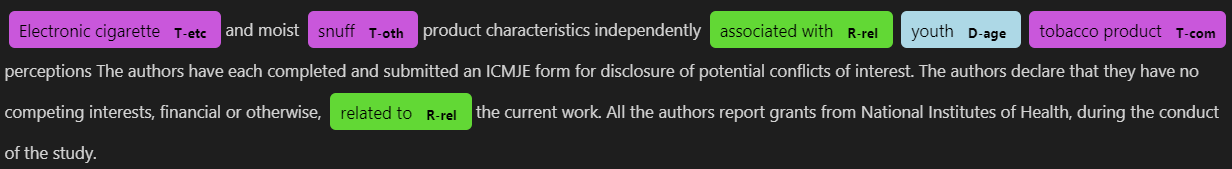 Electronic cigarette T-etc and moist snuff T-oth product characteristics independently associated with R-rel youth D-age tobacco product T-com
perceptions The authors have each completed and submitted an ICMJE form for disclosure of potential conflicts of interest. The authors declare that they have no
competing interests, financial or otherwise, related to R-rel the current work. All the authors report grants from National Institutes of Health, during the conduct
of the study.